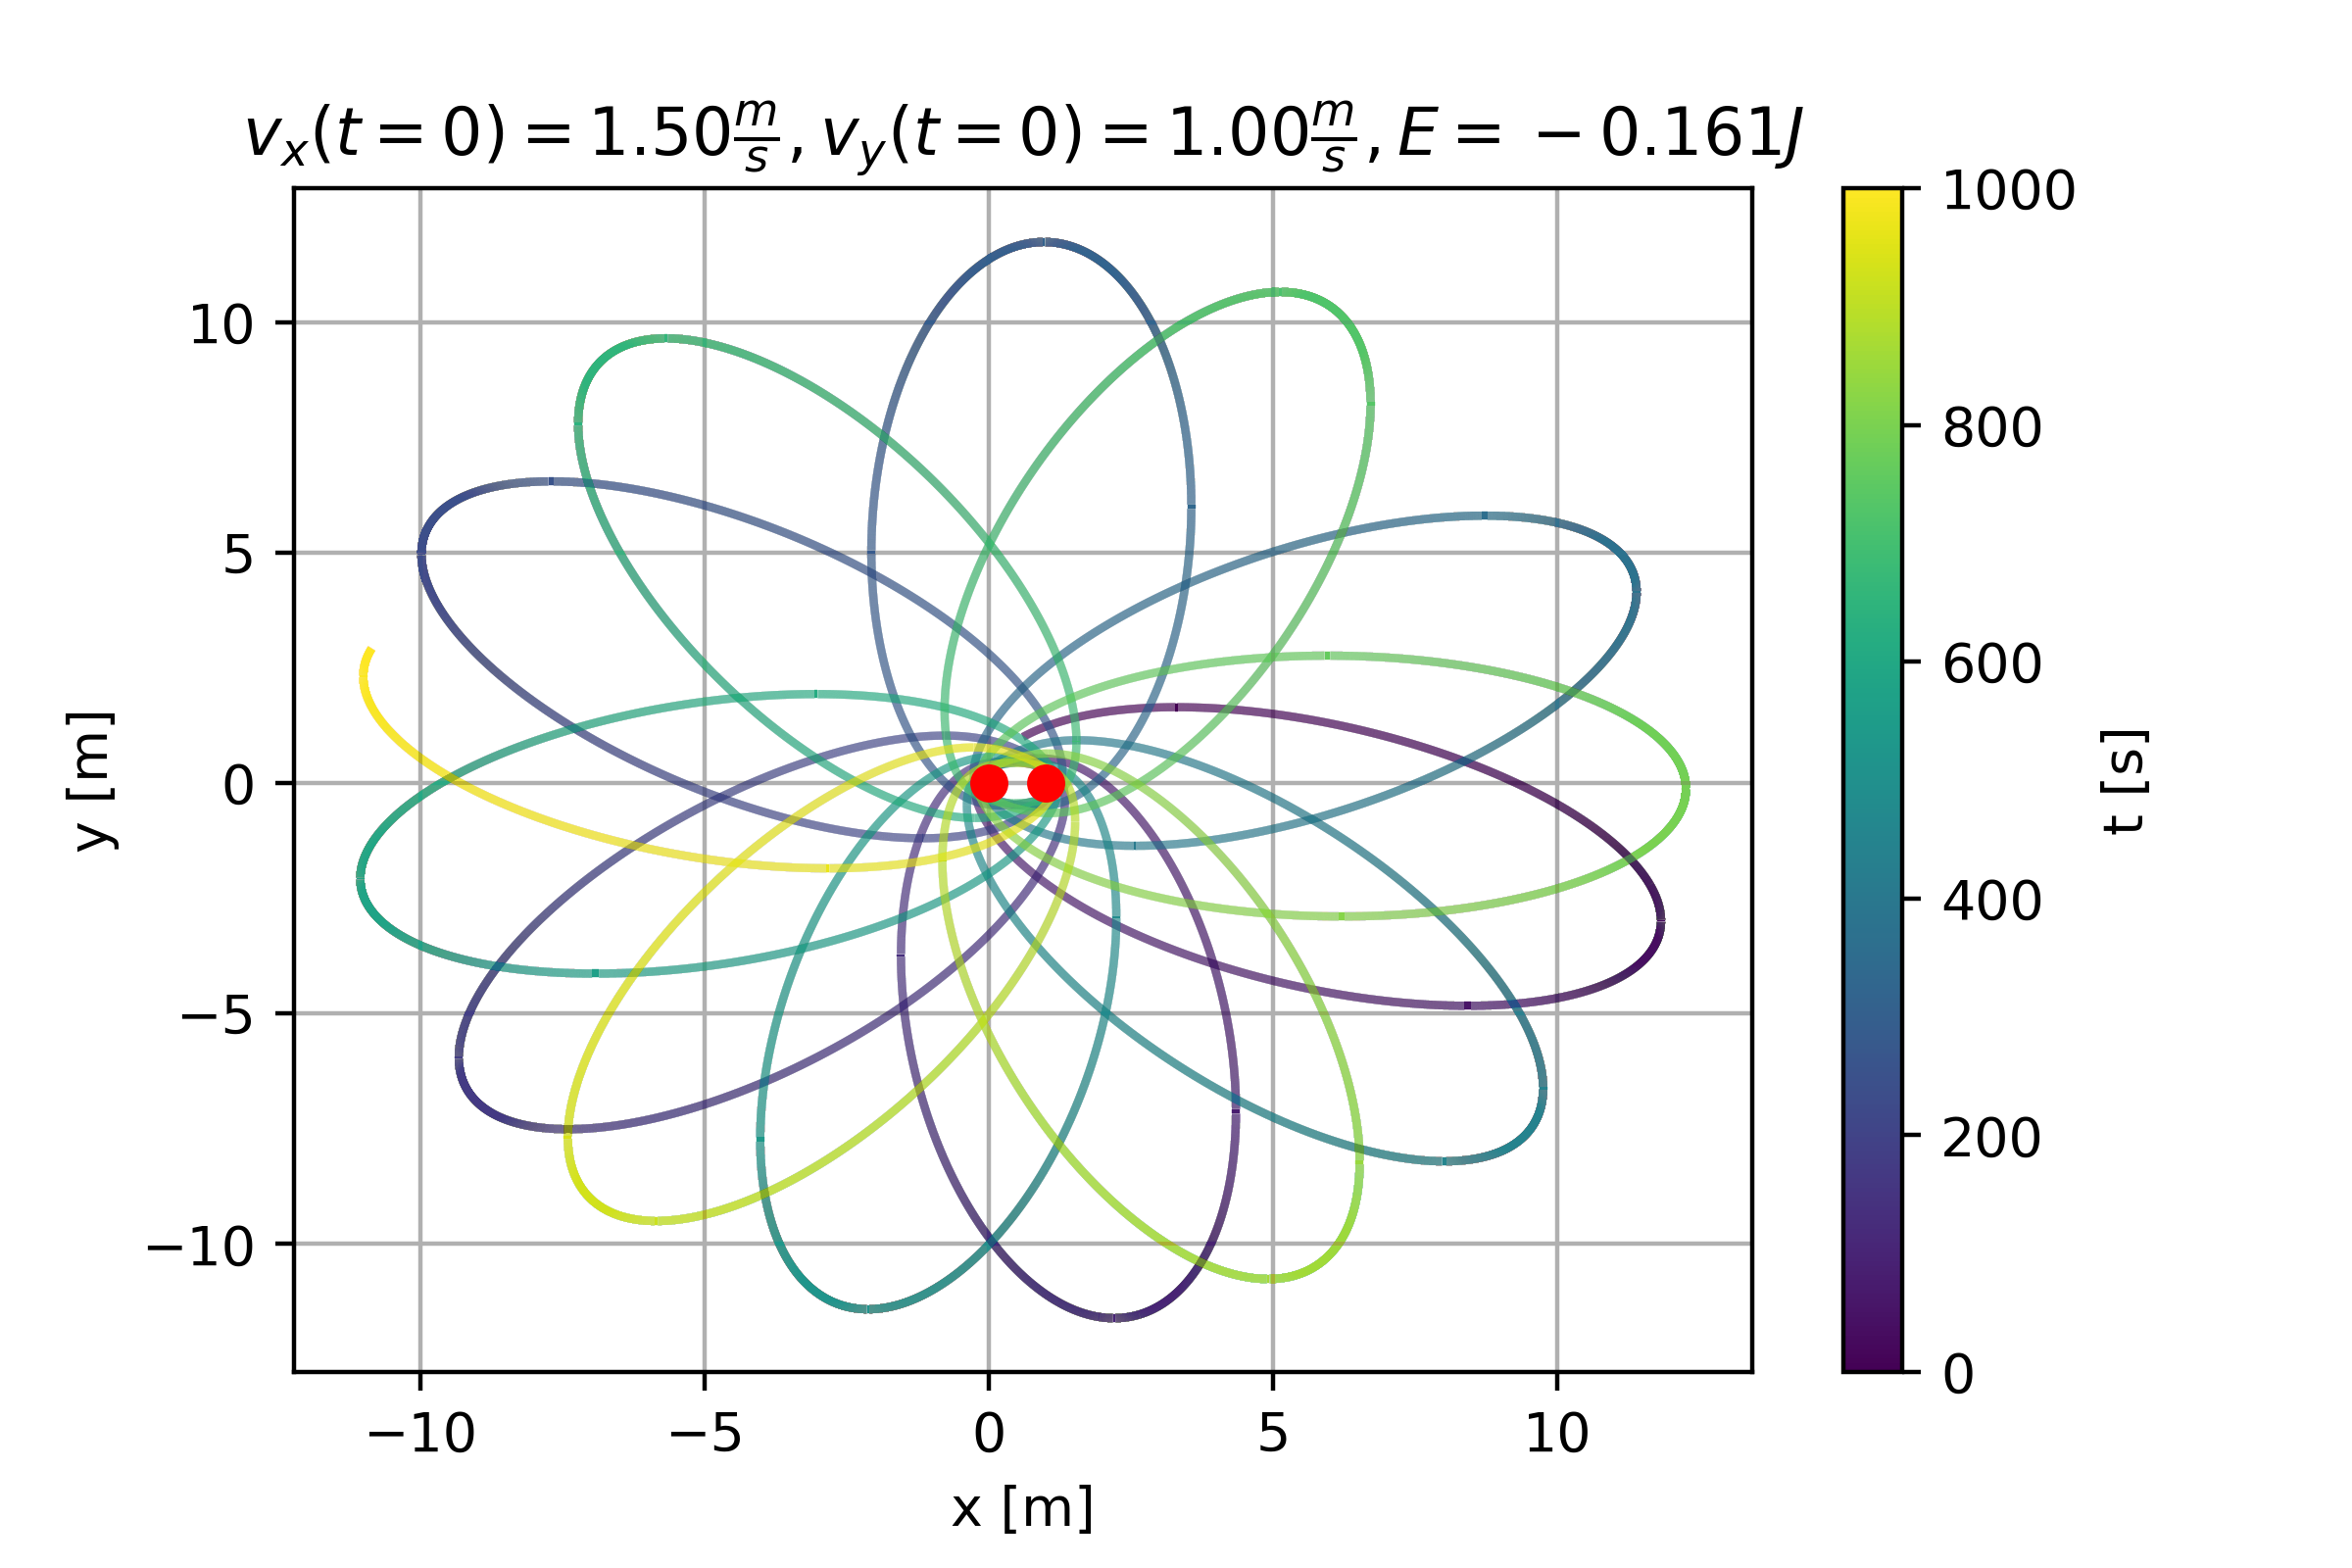 v_x(t = 0) = 1.50 m/s, v_y(t = 0) = 1.00 m/s, E = −0.161J
10
5
0
−5
−10
y [m]
−10 −5 0 5 10
x [m]
1000
800
600
400
200
0
t [s]